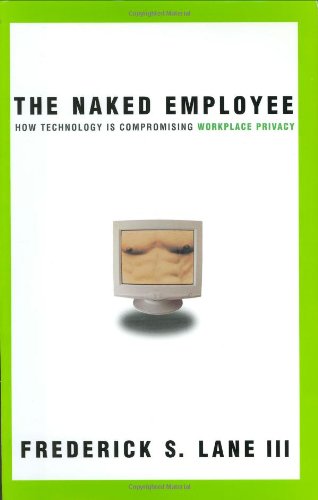 THE NAKED EMPLOYEE
HOW TECHNOLOGY IS COMPROMISING WORKPLACE PRIVACY
FREDERICK S. LANE III